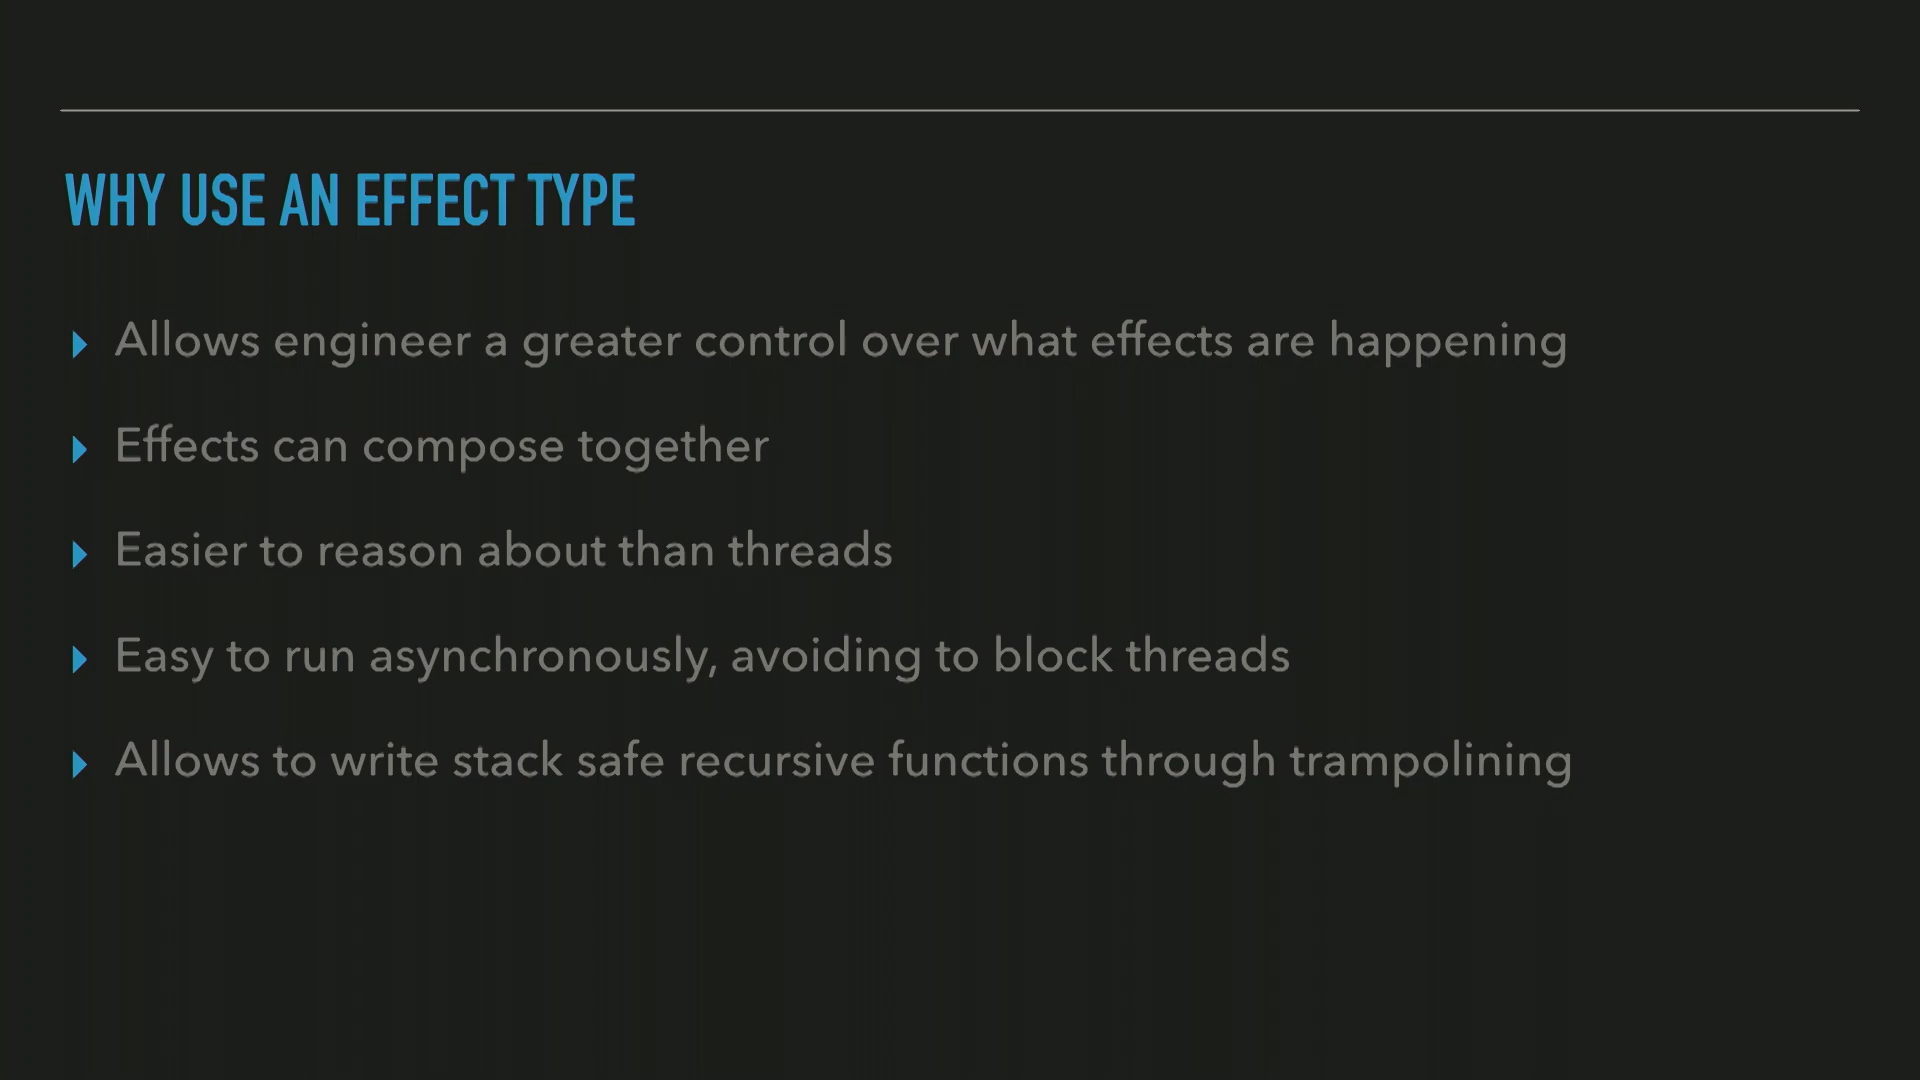 WHY USE AN EFFECT TYPE
Allows engineer a greater control over what effects are happening
Effects can compose together
Easier to reason about than threads
Easy to run asynchronously, avoiding to block threads
Allows to write stack safe recursive functions through trampolining